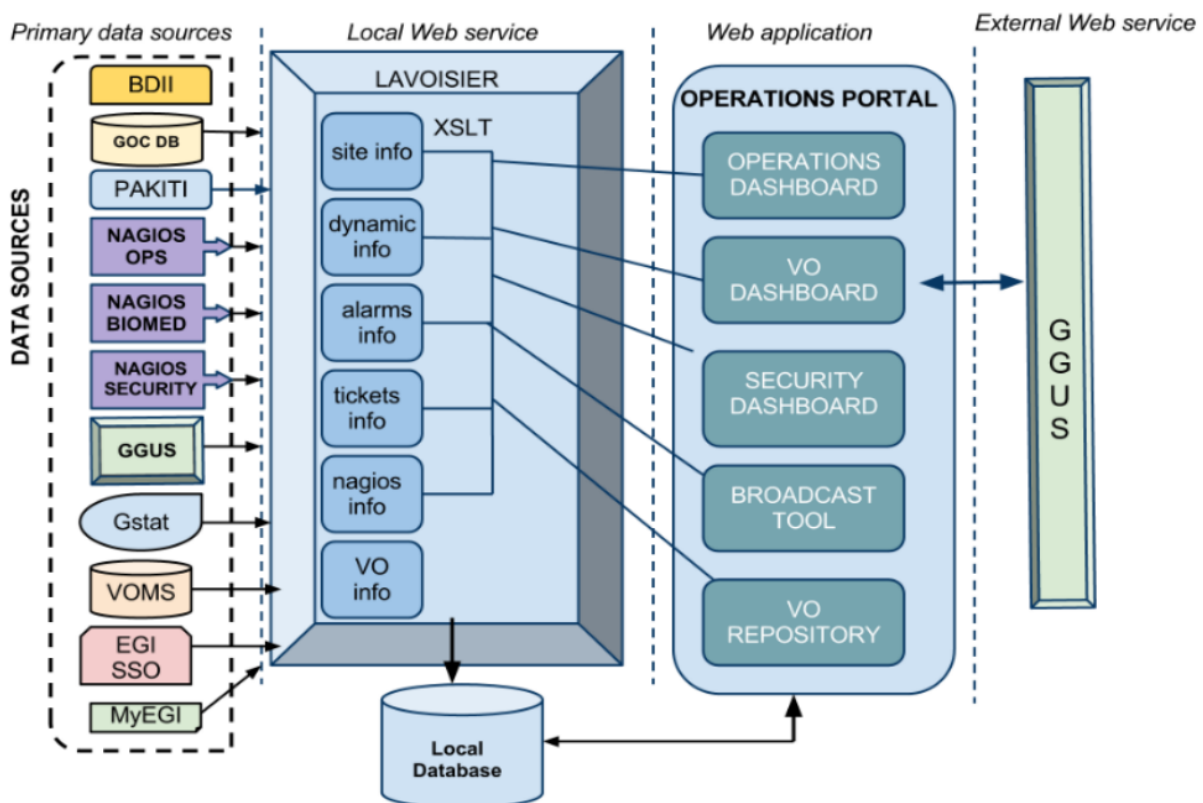 Primary data sources
Local Web service
Web application
External Web service
DATA SOURCES
BDII
GOC DB
PAKITI
NAGIOS
OPS
NAGIOS
BIOMED
NAGIOS
SECURITY
GGUS
Gstat
VOMS
EGI
SSO
MyEGI
LAVOISIER
XSLT
site info
dynamic
info
alarms
info
tickets
info
nagios
info
VO
info
Local
Database
OPERATIONS PORTAL
OPERATIONS
DASHBOARD
VO
DASHBOARD
SECURITY
DASHBOARD
BROADCAST
TOOL
VO
REPOSITORY
G
G
U
S